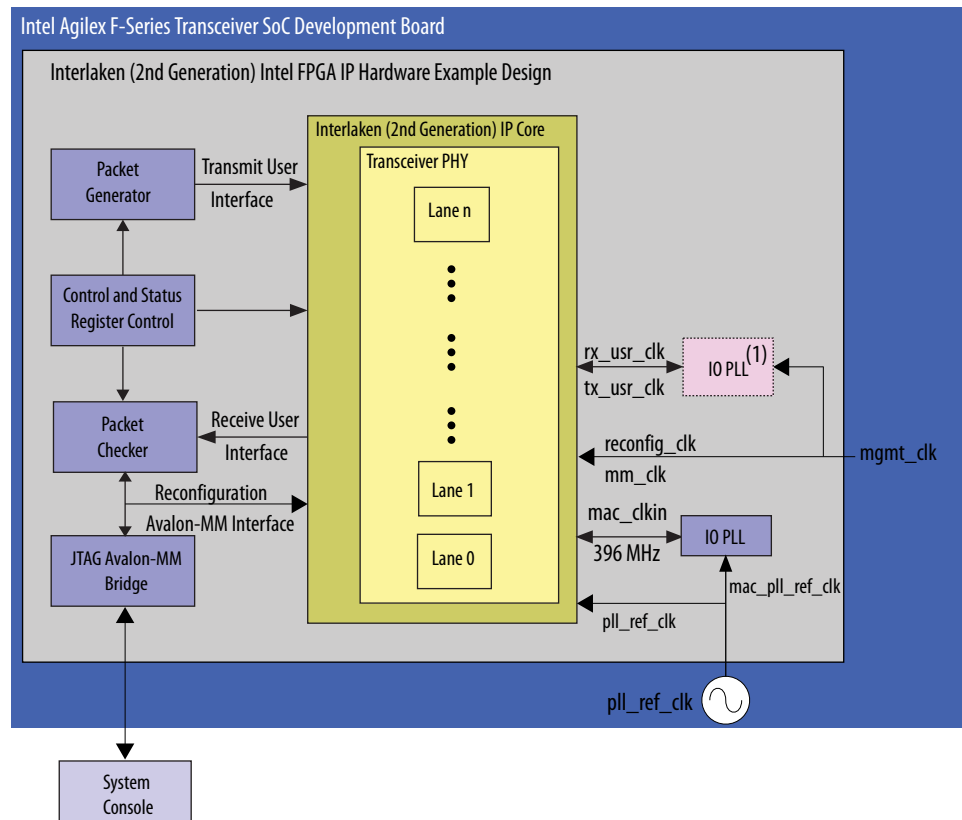 Intel Agilex F-Series Transceiver SoC Development Board
Interlaken (2nd Generation) Intel FPGA IP Hardware Example Design
Interlaken (2nd Generation) IP Core
Transceiver PHY
Packet
Generator
Transmit User
Interface
Lane n
Control and Status
Register Control
rx_usr_clk
tx_usr_clk
IO PLL
(1)
Packet
Checker
Receive User
Interface
reconfig_clk
mm_clk
mgmt_clk
Reconfiguration
Avalon-MM Interface
Lane 1
mac_clkin
396 MHz
IO PLL
JTAG Avalon-MM
Bridge
Lane 0
mac_pll_ref_clk
pll_ref_clk
pll_ref_clk
System
Console